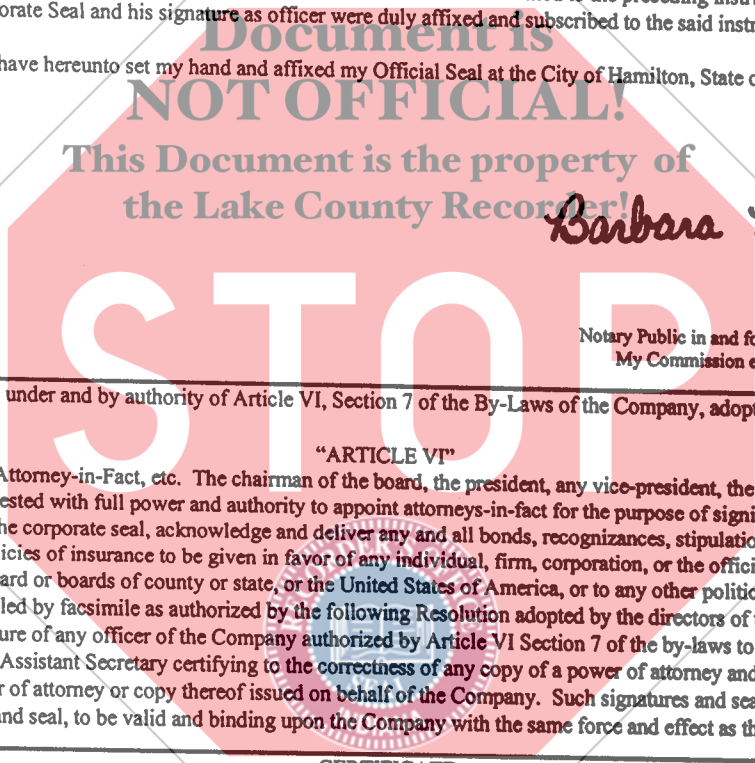 orate Seal and his signature as officer were duly affixed and subscribed to the said instr
Document is
have hereunto set my hand and affixed my Official Seal at the City of Hamilton, State o
NOT OFFICIAL!
This Document is the property of
the Lake County Recorder!
Barbara
STOP
Notary Public in and fo
My Commission e
under and by authority of Article VI, Section 7 of the By-Laws of the Company, adopt
“ARTICLE VI”
Attorney-in-Fact, etc. The chairman of the board, the president, any vice-president, the
ested with full power and authority to appoint attorneys-in-fact for the purpose of signi
he corporate seal, acknowledge and deliver any and all bonds, recognizances, stipulatio
icies of insurance to be given in favor of any individual, firm, corporation, or the offici
ard or boards of county or state, or the United States of America, or to any other politic
led by facsimile as authorized by the following Resolution adopted by the directors of
ure of any officer of the Company authorized by Article VI Section 7 of the by-laws to
Assistant Secretary certifying to the correctness of any copy of a power of attorney and
r of attorney or copy thereof issued on behalf of the Company. Such signatures and sea
nd seal, to be valid and binding upon the Company with the same force and effect as th
SEAL